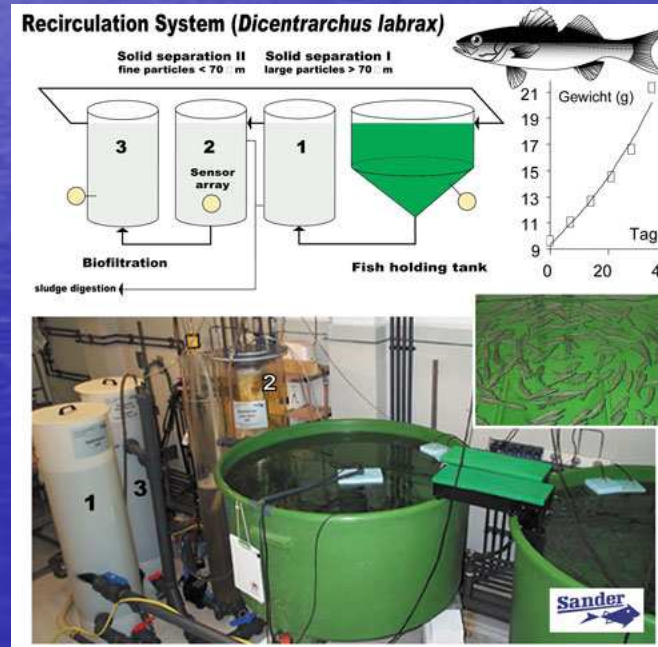 Recirculation System (Dicentrarchus labrax)
Solid separation II
fine particles < 70 □m
Solid separation I
large particles > 70 □m
3
2
Sensor
array
1
Biofiltration
Fish holding tank
sludge digestion
Gewicht (g)
21
19
17
15
13
11
9
Tag
0
20
4
2
1
3
Sander